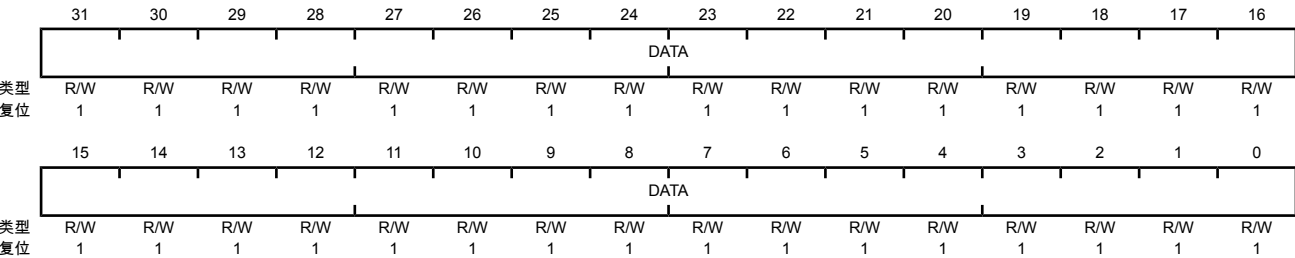 31 30 29 28 27 26 25 24 23 22 21 20 19 18 17 16
DATA
类型 R/W R/W R/W R/W R/W R/W R/W R/W R/W R/W R/W R/W R/W R/W R/W R/W
复位 1 1 1 1 1 1 1 1 1 1 1 1 1 1 1 1
15 14 13 12 11 10 9 8 7 6 5 4 3 2 1 0
DATA
类型 R/W R/W R/W R/W R/W R/W R/W R/W R/W R/W R/W R/W R/W R/W R/W R/W
复位 1 1 1 1 1 1 1 1 1 1 1 1 1 1 1 1